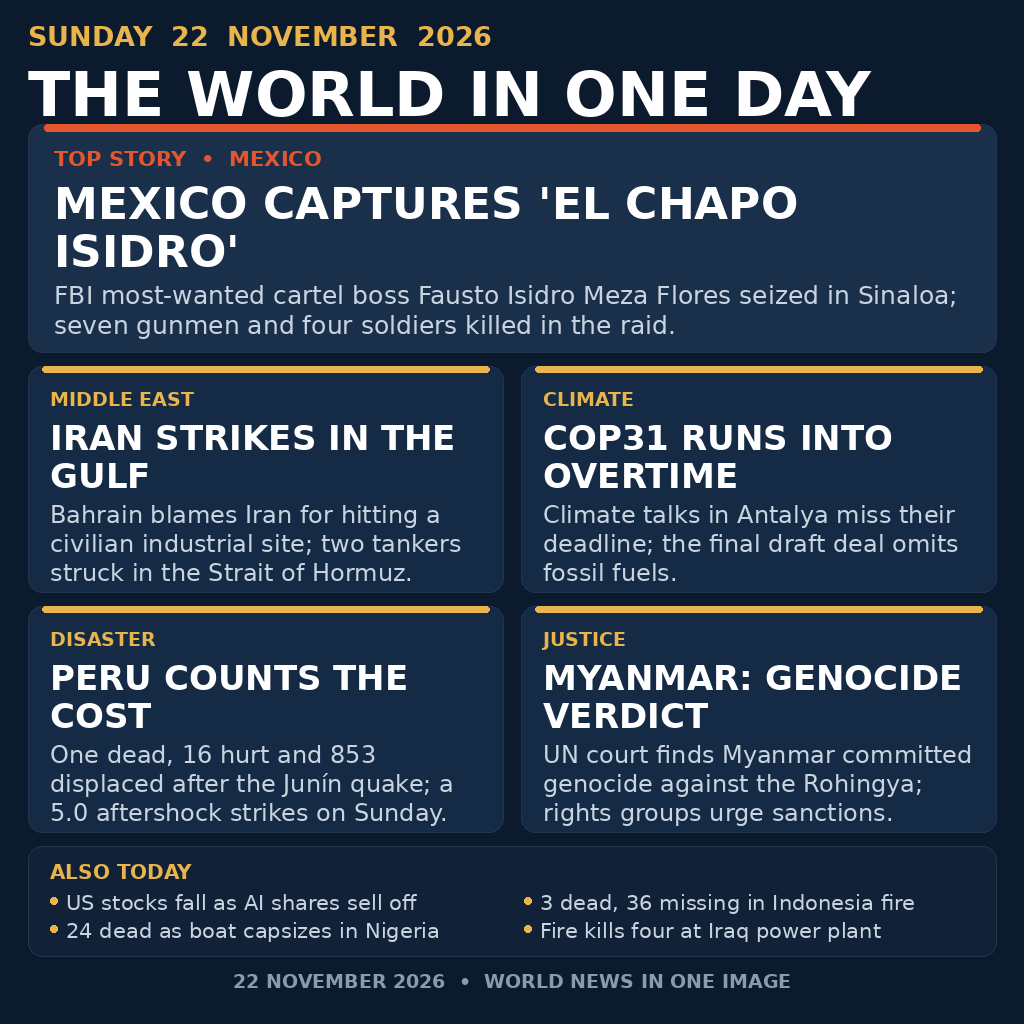 SUNDAY 22 NOVEMBER 2026
THE WORLD IN ONE DAY
TOP STORY • MEXICO
MEXICO CAPTURES 'EL CHAPO
ISIDRO'
FBI most-wanted cartel boss Fausto Isidro Meza Flores seized in Sinaloa;
seven gunmen and four soldiers killed in the raid.
MIDDLE EAST
IRAN STRIKES IN THE
GULF
Bahrain blames Iran for hitting a
civilian industrial site; two tankers
struck in the Strait of Hormuz.
CLIMATE
COP31 RUNS INTO
OVERTIME
Climate talks in Antalya miss their
deadline; the final draft deal omits
fossil fuels.
DISASTER
PERU COUNTS THE
COST
One dead, 16 hurt and 853
displaced after the Junín quake; a
5.0 aftershock strikes on Sunday.
JUSTICE
MYANMAR: GENOCIDE
VERDICT
UN court finds Myanmar committed
genocide against the Rohingya;
rights groups urge sanctions.
ALSO TODAY
• US stocks fall as AI shares sell off
• 24 dead as boat capsizes in Nigeria
• 3 dead, 36 missing in Indonesia fire
• Fire kills four at Iraq power plant
22 NOVEMBER 2026 • WORLD NEWS IN ONE IMAGE